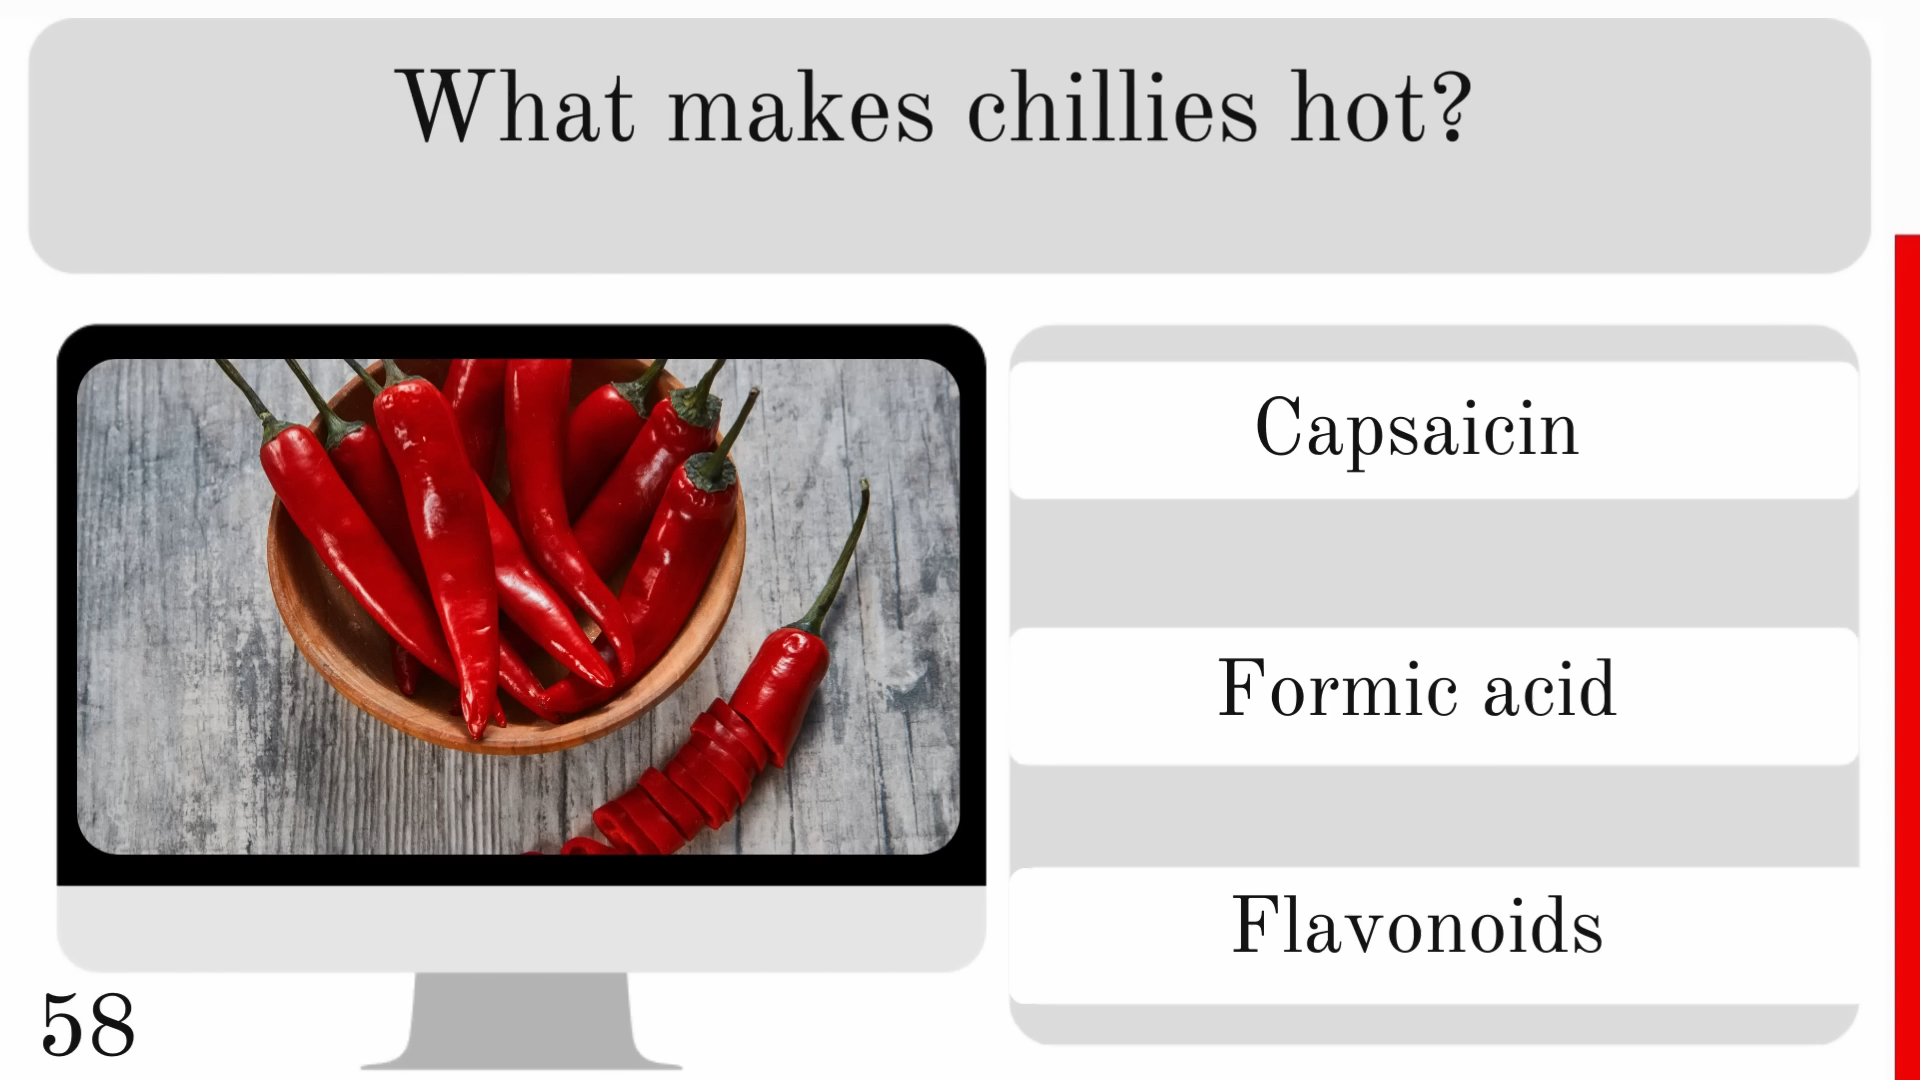 What makes chillies hot?
Capsaicin
Formic acid
Flavonoids
58